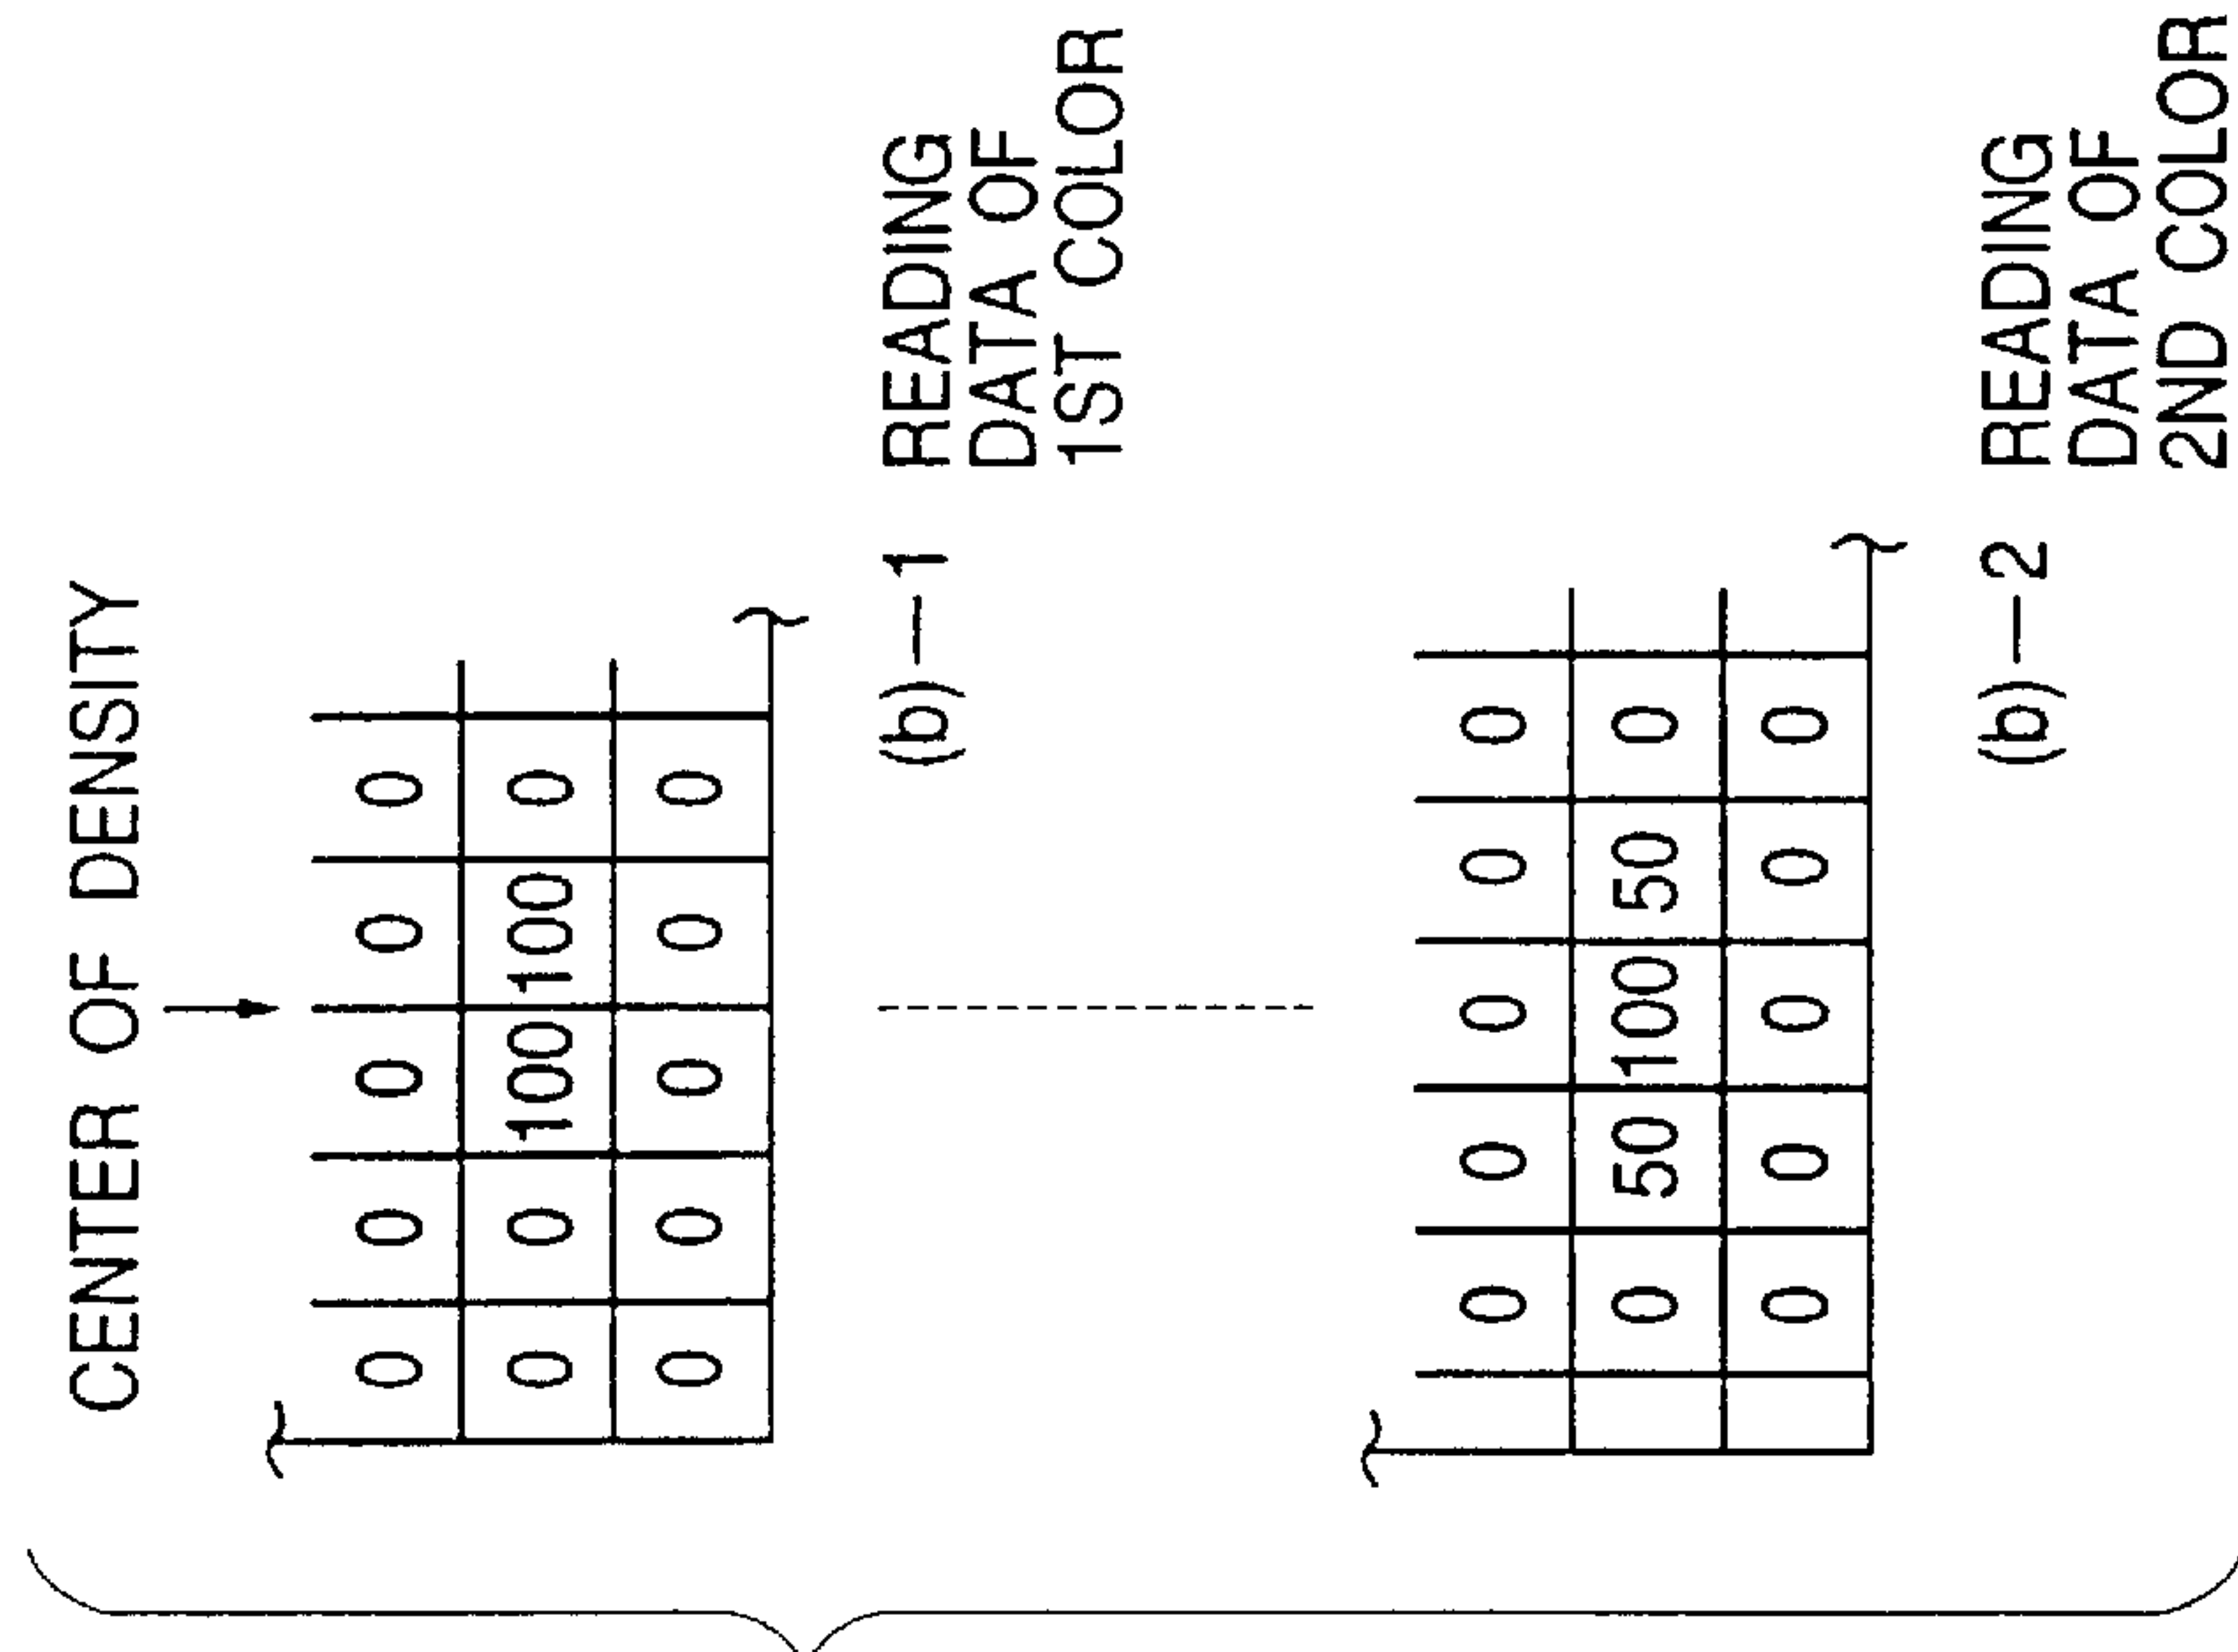 CENTER OF DENSITY
0 0 0 0 0
0 0 100 100 0
0 0 0 0 0
(b)—1 READING
DATA OF
1ST COLOR
0 0 0 0 0
0 50 100 50 0
0 0 0 0 0
(b)—2 READING
DATA OF
2ND COLOR